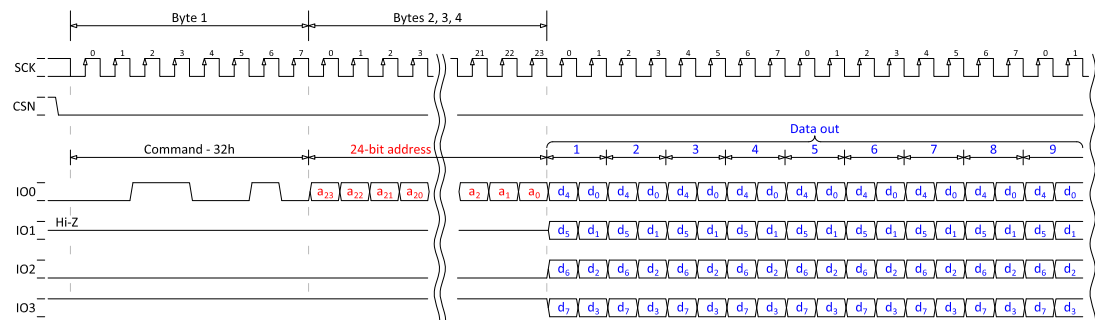 Byte 1 Bytes 2, 3, 4
0 1 2 3 4 5 6 7 0 1 2 3 21 22 23 0 1 2 3 4 5 6 7 0 1 2 3 4 5 6 7 0 1
SCK
CSN
Data out
Command - 32h 24-bit address 1 2 3 4 5 6 7 8 9
IO0 a23 a22 a21 a20 a2 a1 a0 d4 d0 d4 d0 d4 d0 d4 d0 d4 d0 d4 d0 d4 d0 d4 d0 d4 d0
Hi-Z
IO1 d5 d1 d5 d1 d5 d1 d5 d1 d5 d1 d5 d1 d5 d1 d5 d1 d5 d1
IO2 d6 d2 d6 d2 d6 d2 d6 d2 d6 d2 d6 d2 d6 d2 d6 d2 d6 d2
IO3 d7 d3 d7 d3 d7 d3 d7 d3 d7 d3 d7 d3 d7 d3 d7 d3 d7 d3